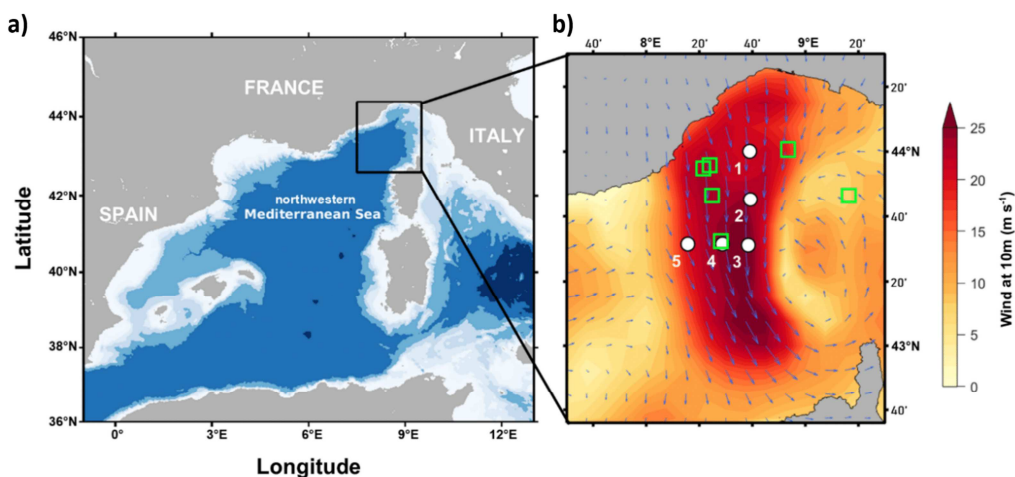 a)
46°N
44°N
42°N
40°N
38°N
36°N
Latitude
FRANCE
ITALY
SPAIN
northwestern
Mediterranean Sea
0°
3°E
6°E
9°E
12°E
Longitude
b)
40'
8°E
20'
40'
9°E
20'
20'
44°N
40'
20'
43°N
40'
1
2
5
4
3
25
20
15
10
5
0
Wind at 10m (m s⁻¹)